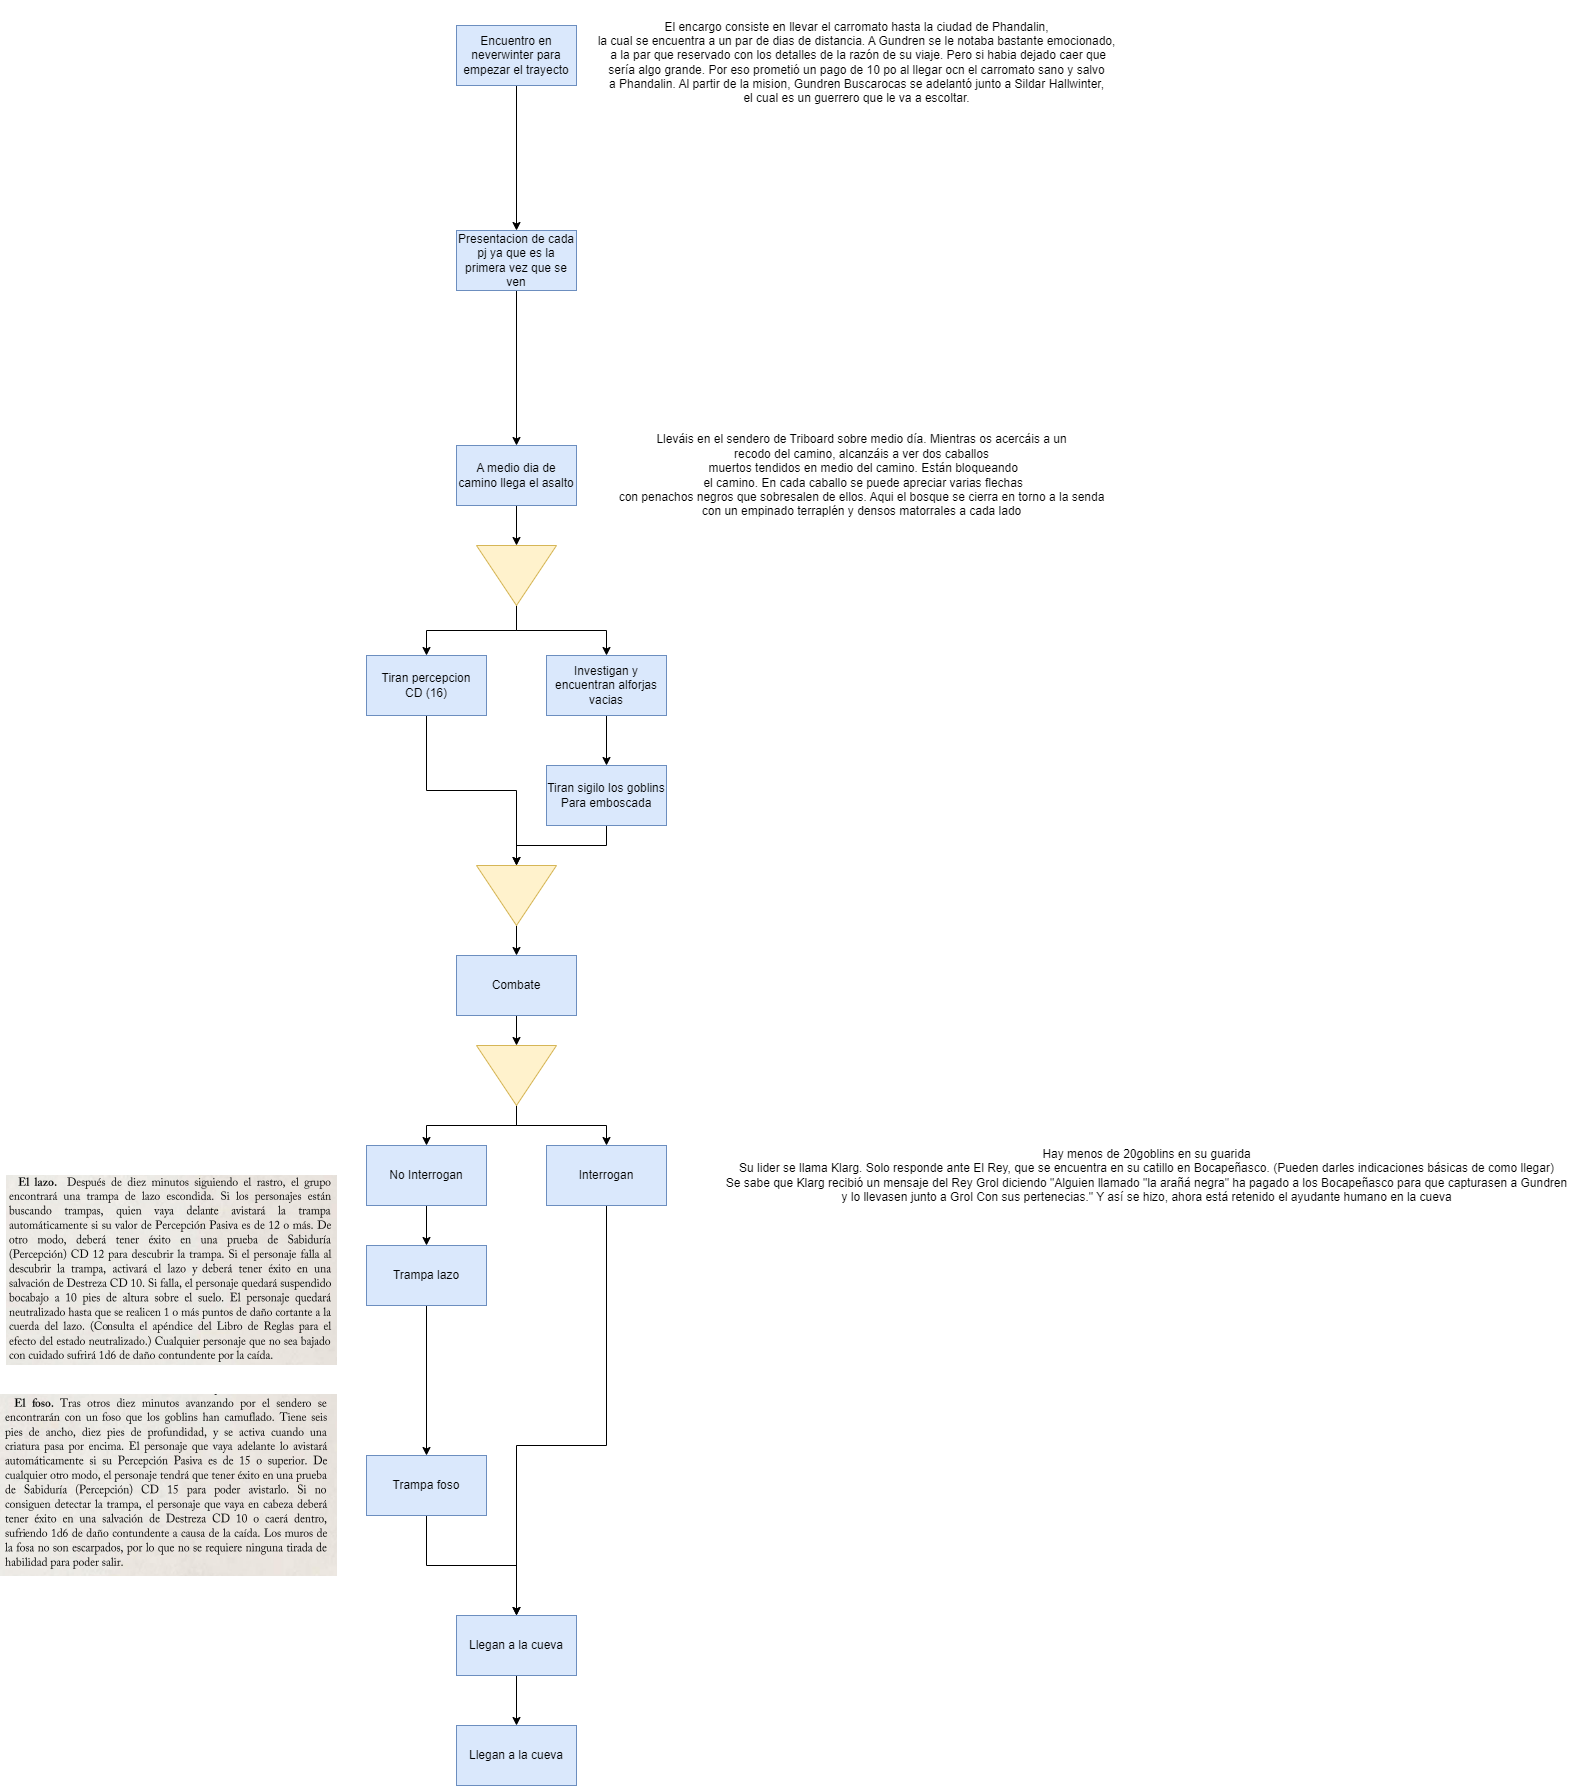 Encuentro en
neverwinter para
empezar el trayecto
El encargo consiste en llevar el carromato hasta la ciudad de Phandalin,
la cual se encuentra a un par de dias de distancia. A Gundren se le notaba bastante emocionado,
a la par que reservado con los detalles de la razón de su viaje. Pero si habia dejado caer que
sería algo grande. Por eso prometió un pago de 10 po al llegar ocn el carromato sano y salvo
a Phandalin. Al partir de la mision, Gundren Buscarocas se adelantó junto a Sildar Hallwinter,
el cual es un guerrero que le va a escoltar.
Presentacion de cada
pj ya que es la
primera vez que se
ven
A medio dia de
camino llega el asalto
Lleváis en el sendero de Triboard sobre medio día. Mientras os acercáis a un
recodo del camino, alcanzáis a ver dos caballos
muertos tendidos en medio del camino. Están bloqueando
el camino. En cada caballo se puede apreciar varias flechas
con penachos negros que sobresalen de ellos. Aqui el bosque se cierra en torno a la senda
con un empinado terraplén y densos matorrales a cada lado
Tiran percepcion
CD (16)
Investigan y
encuentran alforjas
vacias
Tiran sigilo los goblins
Para emboscada
Combate
No Interrogan
Interrogan
Hay menos de 20goblins en su guarida
Su lider se llama Klarg. Solo responde ante El Rey, que se encuentra en su catillo en Bocapeñasco. (Pueden darles indicaciones básicas de como llegar)
Se sabe que Klarg recibió un mensaje del Rey Grol diciendo "Alguien llamado "la arañá negra" ha pagado a los Bocapeñasco para que capturasen a Gundren
y lo llevasen junto a Grol Con sus pertenecias." Y así se hizo, ahora está retenido el ayudante humano en la cueva
El lazo. Después de diez minutos siguiendo el rastro, el grupo
encontrará una trampa de lazo escondida. Si los personajes están
buscando trampas, quien vaya delante avistará la trampa
automáticamente si su valor de Percepción Pasiva es de 12 o más. De
otro modo, deberá tener éxito en una prueba de Sabiduría
(Percepción) CD 12 para descubrir la trampa. Si el personaje falla al
descubrir la trampa, activará el lazo y deberá tener éxito en una
salvación de Destreza CD 10. Si falla, el personaje quedará suspendido
bocabajo a 10 pies de altura sobre el suelo. El personaje quedará
neutralizado hasta que se realicen 1 o más puntos de daño cortante a la
cuerda del lazo. (Consulta el apéndice del Libro de Reglas para el
efecto del estado neutralizado.) Cualquier personaje que no sea bajado
con cuidado sufrirá 1d6 de daño contundente por la caída.
Trampa lazo
El foso. Tras otros diez minutos avanzando por el sendero se
encontrarán con un foso que los goblins han camuflado. Tiene seis
pies de ancho, diez pies de profundidad, y se activa cuando una
criatura pasa por encima. El personaje que vaya adelante lo avistará
automáticamente si su Percepción Pasiva es de 15 o superior. De
cualquier otro modo, el personaje tendrá que tener éxito en una prueba
de Sabiduría (Percepción) CD 15 para poder avistarlo. Si no
consiguen detectar la trampa, el personaje que vaya en cabeza deberá
tener éxito en una salvación de Destreza CD 10 o caerá dentro,
sufriendo 1d6 de daño contundente a causa de la caída. Los muros de
la fosa no son escarpados, por lo que no se requiere ninguna tirada de
habilidad para poder salir.
Trampa foso
Llegan a la cueva
Llegan a la cueva